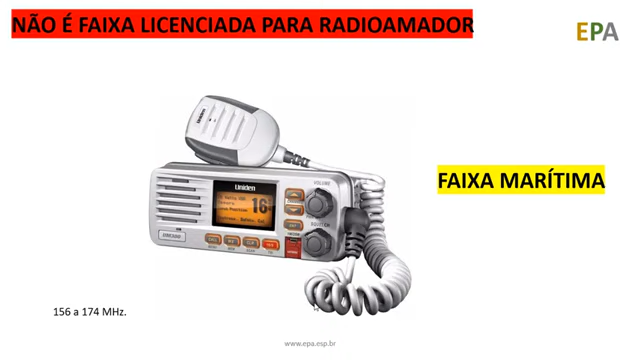 NÃO É FAIXA LICENCIADA PARA RADIOAMADOR
EPA
Uniden
FAIXA MARÍTIMA
VOLUME
Uniden
16
SQUELCH
156 a 174 MHz.
www.epa.esp.br